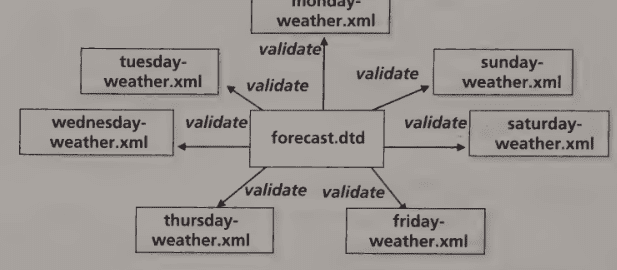 monday-
weather.xml
validate
tuesday-
weather.xml
validate
validate
sunday-
weather.xml
wednesday-
weather.xml
validate
forecast.dtd
validate
saturday-
weather.xml
validate
validate
thursday-
weather.xml
friday-
weather.xml